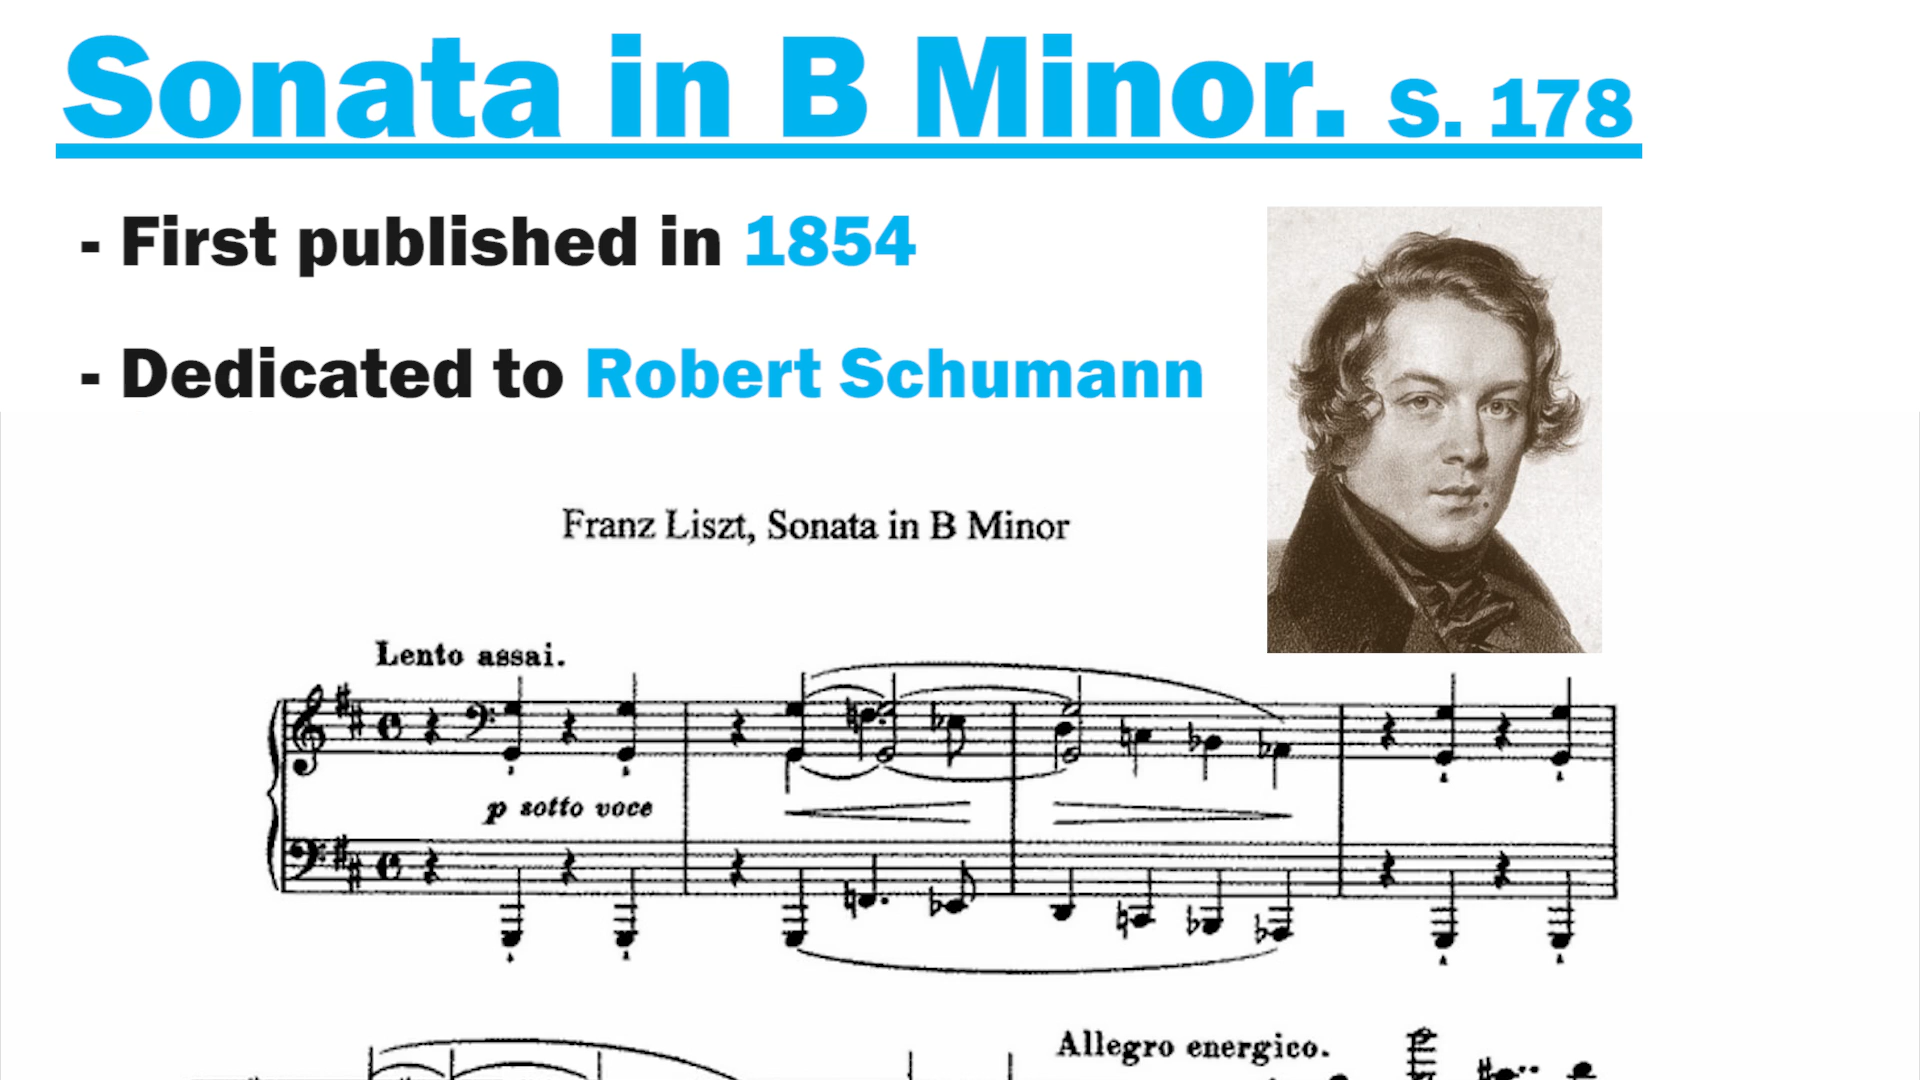 Sonata in B Minor. S. 178
- First published in 1854
- Dedicated to Robert Schumann
Franz Liszt, Sonata in B Minor
Lento assai.
p sotto voce
Allegro energico.